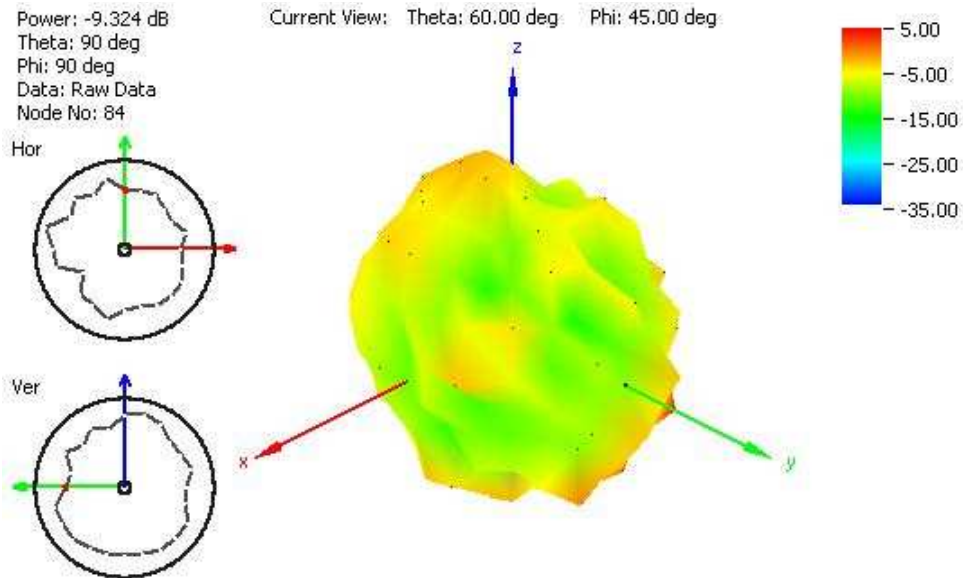 Power: -9.324 dB
Theta: 90 deg
Phi: 90 deg
Data: Raw Data
Node No: 84
Current View: Theta: 60.00 deg Phi: 45.00 deg
Hor
Ver
z
x
y
5.00
-5.00
-15.00
-25.00
-35.00